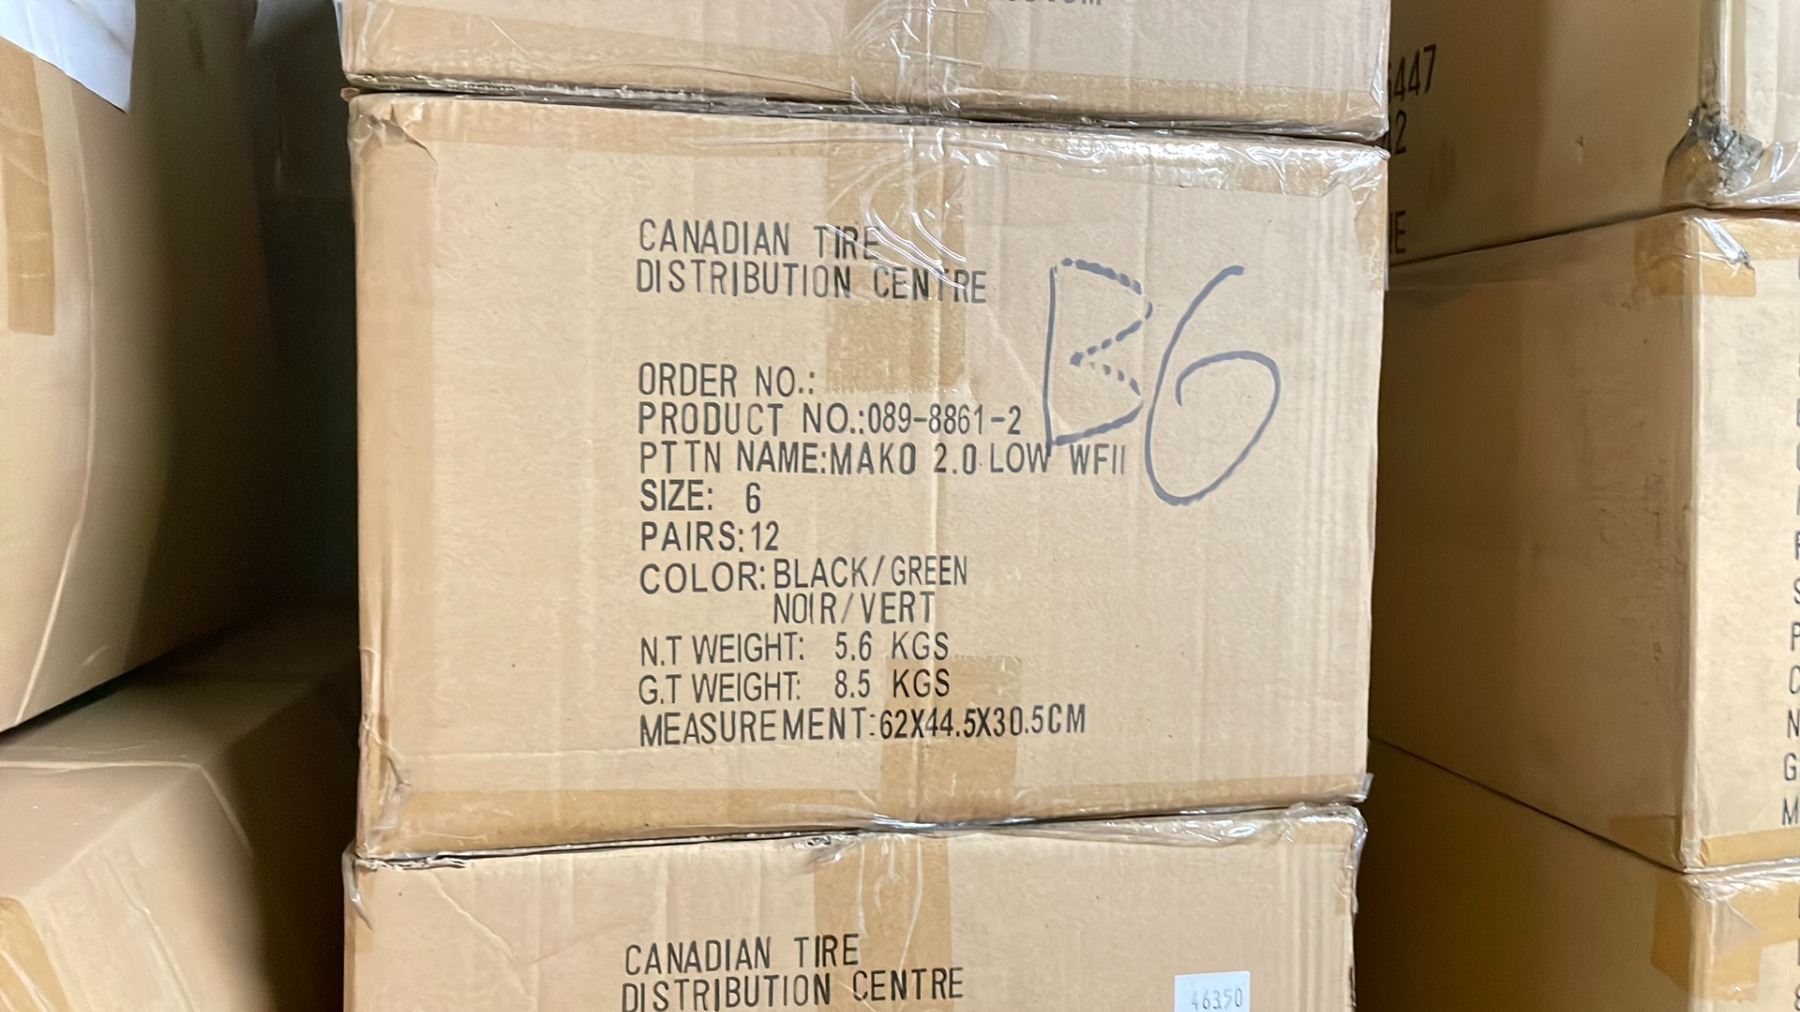 CANADIAN TIRE
DISTRIBUTION CENTRE
B6
ORDER NO.:
PRODUCT NO.:089-8861-2
PTTN NAME:MAKO 2.0 LOW WFII
SIZE: 6
PAIRS:12
COLOR:BLACK/GREEN
NOIR/VERT
N.T WEIGHT: 5.6 KGS
G.T WEIGHT: 8.5 KGS
MEASUREMENT:62X44.5X30.5CM
CANADIAN TIRE
DISTRIBUTION CENTRE
46350